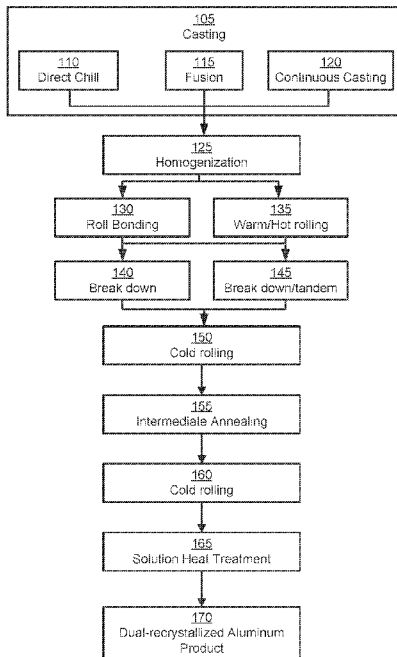 105
Casting
110
Direct Chill
115
Fusion
120
Continuous Casting
125
Homogenization
130
Roll Bonding
135
Warm/Hot rolling
140
Break down
145
Break down/tandem
150
Cold rolling
155
Intermediate Annealing
160
Cold rolling
165
Solution Heat Treatment
170
Dual-recrystallized Aluminum
Product